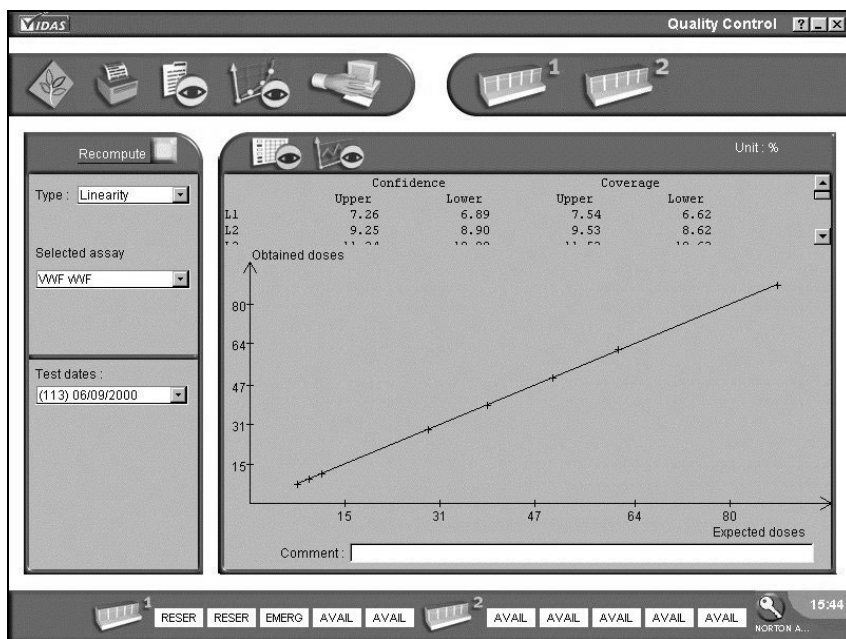 VIDAS
Quality Control ? _ X
1 2
Recompute
Unit : %
Type : Linearity
Selected assay
VWF vWF
Test dates :
(113) 06/09/2000
Confidence Coverage
Upper Lower Upper Lower
L1 7.26 6.89 7.54 6.62
L2 9.25 8.90 9.53 8.62
Obtained doses
80
64
47
31
15
15 31 47 64 80
Expected doses
Comment :
1 RESER RESER EMERG AVAIL AVAIL 2 AVAIL AVAIL AVAIL AVAIL AVAIL 15:44
NORTON A...